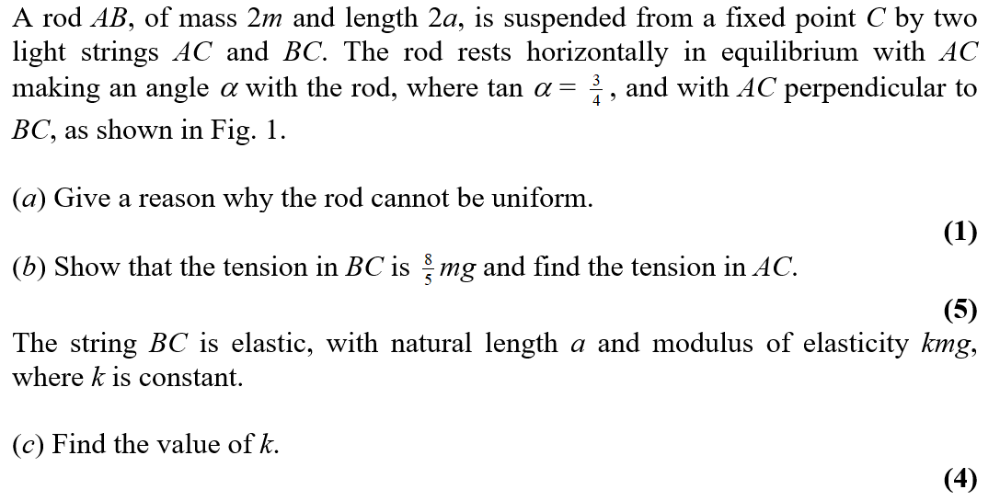 A rod AB, of mass 2m and length 2a, is suspended from a fixed point C by two
light strings AC and BC. The rod rests horizontally in equilibrium with AC
making an angle α with the rod, where tan α = 3/4, and with AC perpendicular to
BC, as shown in Fig. 1.
(a) Give a reason why the rod cannot be uniform.
(1)
(b) Show that the tension in BC is 8/5 mg and find the tension in AC.
(5)
The string BC is elastic, with natural length a and modulus of elasticity kmg,
where k is constant.
(c) Find the value of k.
(4)